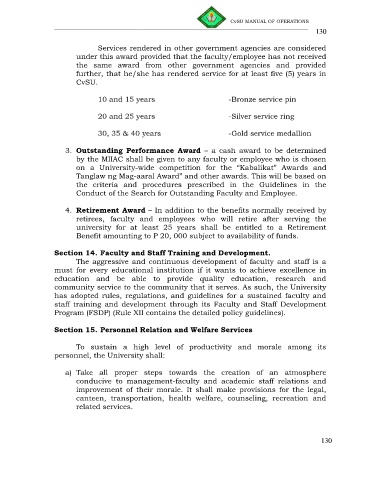 CvSU MANUAL OF OPERATIONS
130
Services rendered in other government agencies are considered
under this award provided that the faculty/employee has not received
the same award from other government agencies and provided
further, that he/she has rendered service for at least five (5) years in
CvSU.
10 and 15 years -Bronze service pin
20 and 25 years -Silver service ring
30, 35 & 40 years -Gold service medallion
3. Outstanding Performance Award – a cash award to be determined
by the MIIAC shall be given to any faculty or employee who is chosen
on a University-wide competition for the "Kabalikat" Awards and
Tanglaw ng Mag-aaral Award" and other awards. This will be based on
the criteria and procedures prescribed in the Guidelines in the
Conduct of the Search for Outstanding Faculty and Employee.
4. Retirement Award – In addition to the benefits normally received by
retirees, faculty and employees who will retire after serving the
university for at least 25 years shall be entitled to a Retirement
Benefit amounting to P 20, 000 subject to availability of funds.
Section 14. Faculty and Staff Training and Development.
The aggressive and continuous development of faculty and staff is a
must for every educational institution if it wants to achieve excellence in
education and be able to provide quality education, research and
community service to the community that it serves. As such, the University
has adopted rules, regulations, and guidelines for a sustained faculty and
staff training and development through its Faculty and Staff Development
Program (FSDP) (Rule XII contains the detailed policy guidelines).
Section 15. Personnel Relation and Welfare Services
To sustain a high level of productivity and morale among its
personnel, the University shall:
a) Take all proper steps towards the creation of an atmosphere
conducive to management-faculty and academic staff relations and
improvement of their morale. It shall make provisions for the legal,
canteen, transportation, health welfare, counseling, recreation and
related services.
130